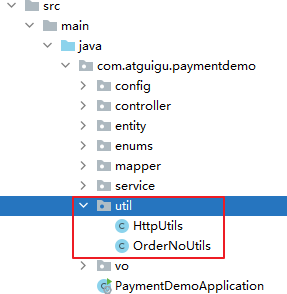 src
main
java
com.atguigu.paymentdemo
config
controller
entity
enums
mapper
service
util
HttpUtils
OrderNoUtils
vo
PaymentDemoApplication